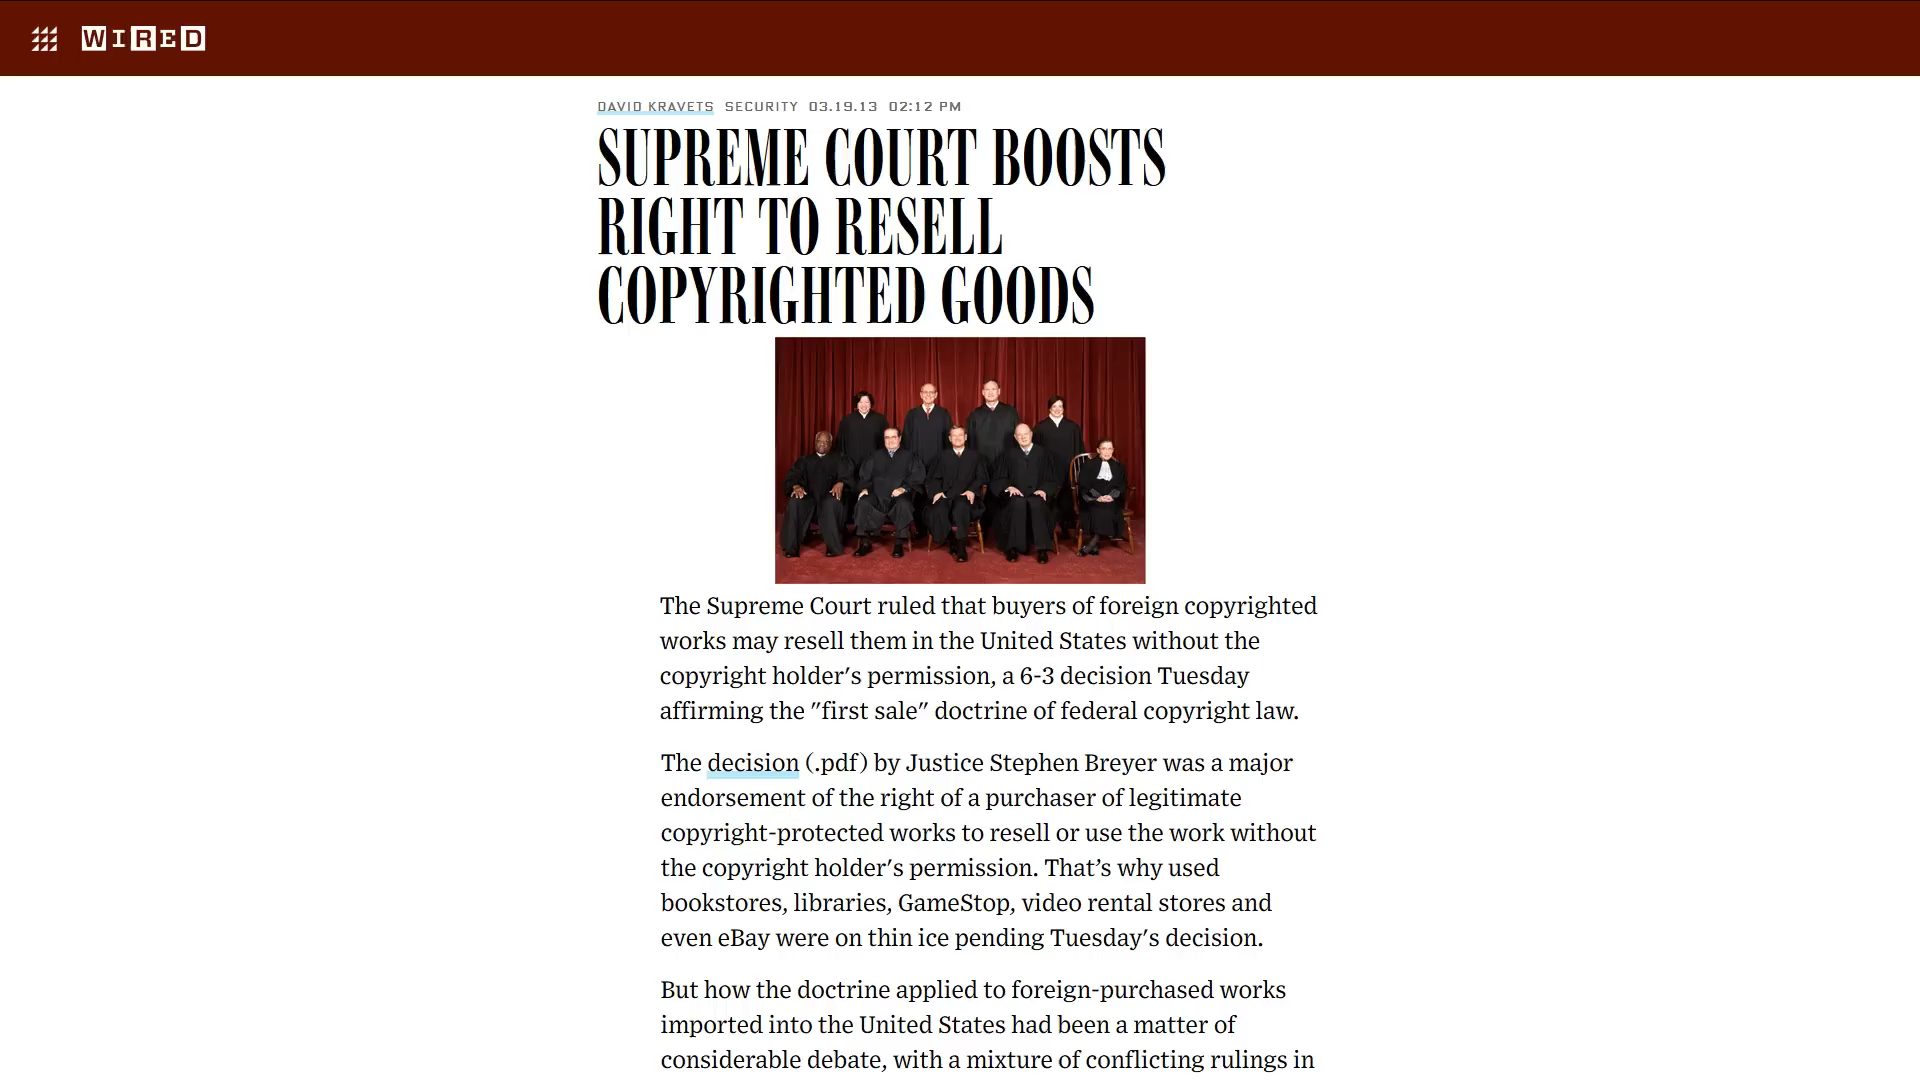 WIRED
DAVID KRAVETS SECURITY 03.19.13 02:12 PM
SUPREME COURT BOOSTS
RIGHT TO RESELL
COPYRIGHTED GOODS
The Supreme Court ruled that buyers of foreign copyrighted
works may resell them in the United States without the
copyright holder's permission, a 6-3 decision Tuesday
affirming the "first sale" doctrine of federal copyright law.
The decision (.pdf) by Justice Stephen Breyer was a major
endorsement of the right of a purchaser of legitimate
copyright-protected works to resell or use the work without
the copyright holder's permission. That’s why used
bookstores, libraries, GameStop, video rental stores and
even eBay were on thin ice pending Tuesday's decision.
But how the doctrine applied to foreign-purchased works
imported into the United States had been a matter of
considerable debate, with a mixture of conflicting rulings in